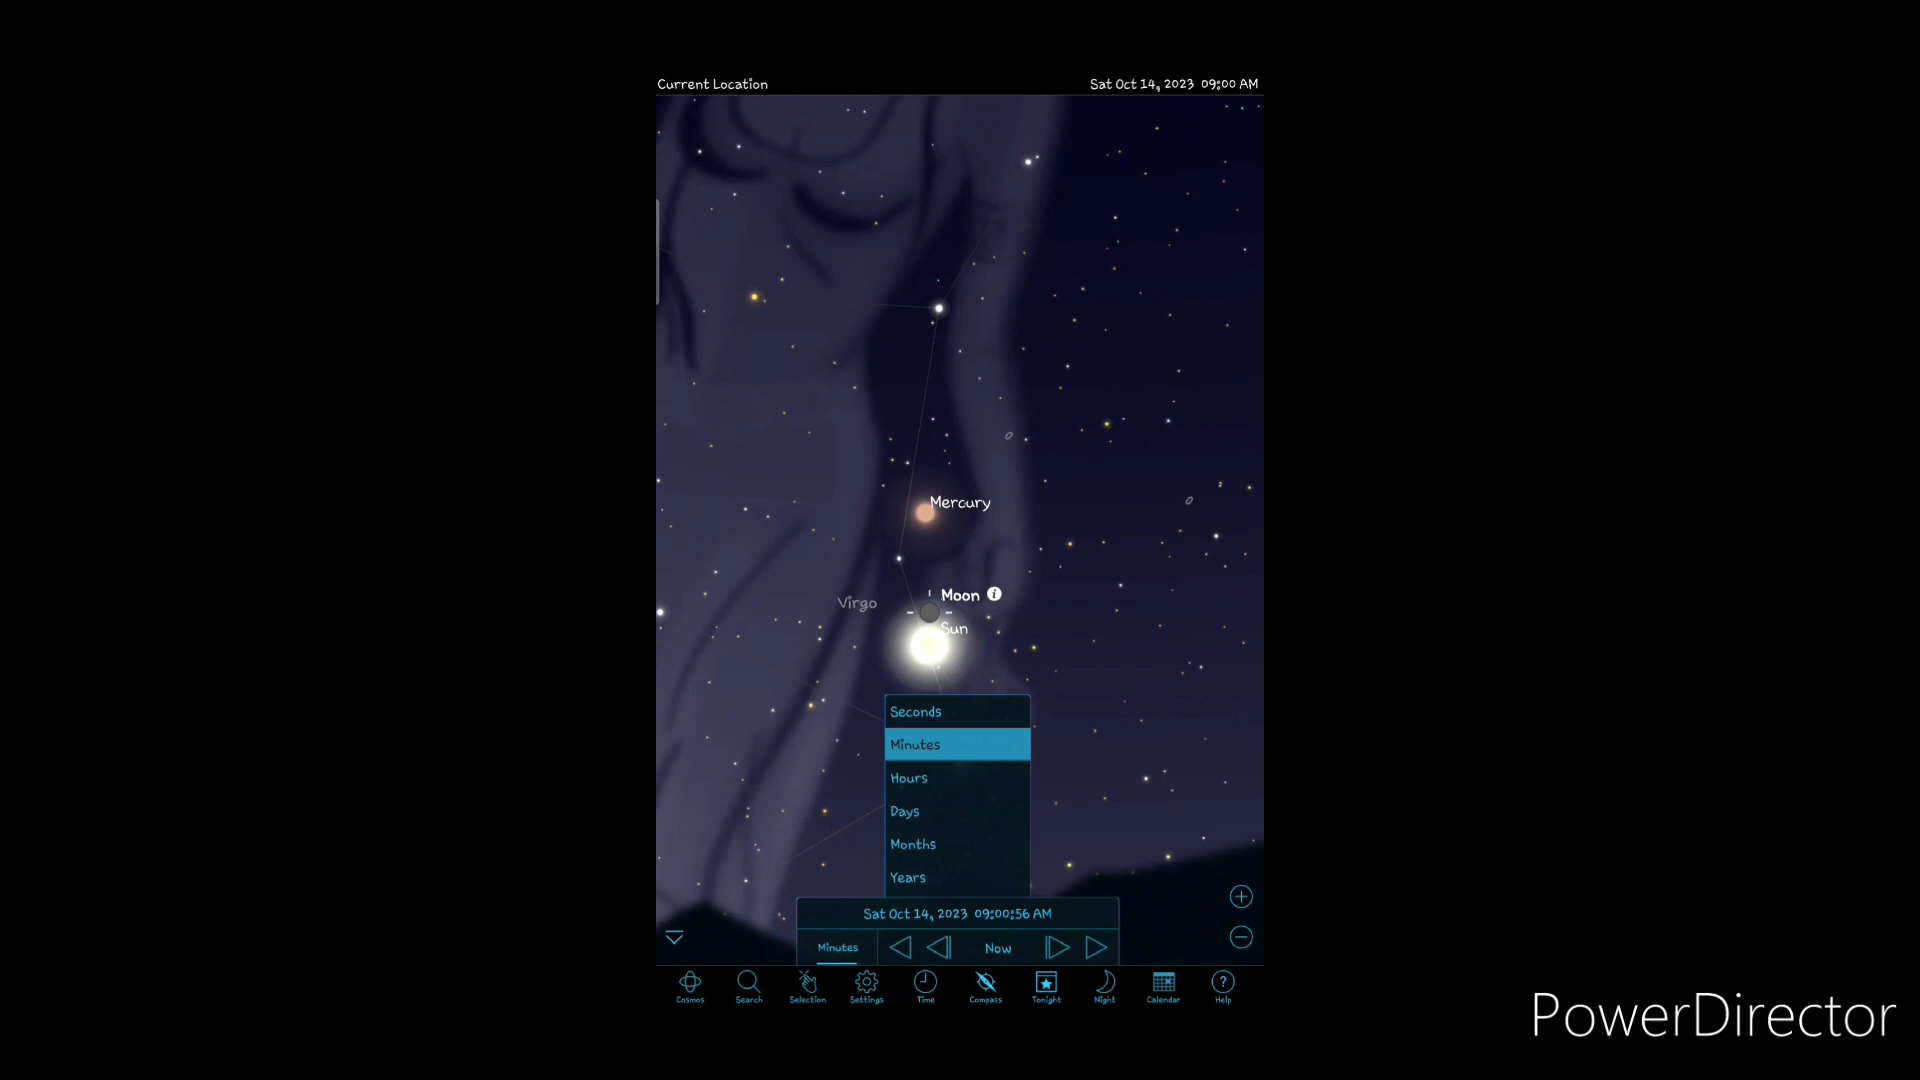 Current Location
Sat Oct 14, 2023 09:00 AM
Mercury
Moon i
Virgo
Sun
Seconds
Minutes
Hours
Days
Months
Years
Sat Oct 14, 2023 09:00:56 AM
Minutes
Now
Cosmos
Search
Selection
Settings
Time
Compass
Tonight
Night
Calendar
Help
PowerDirector